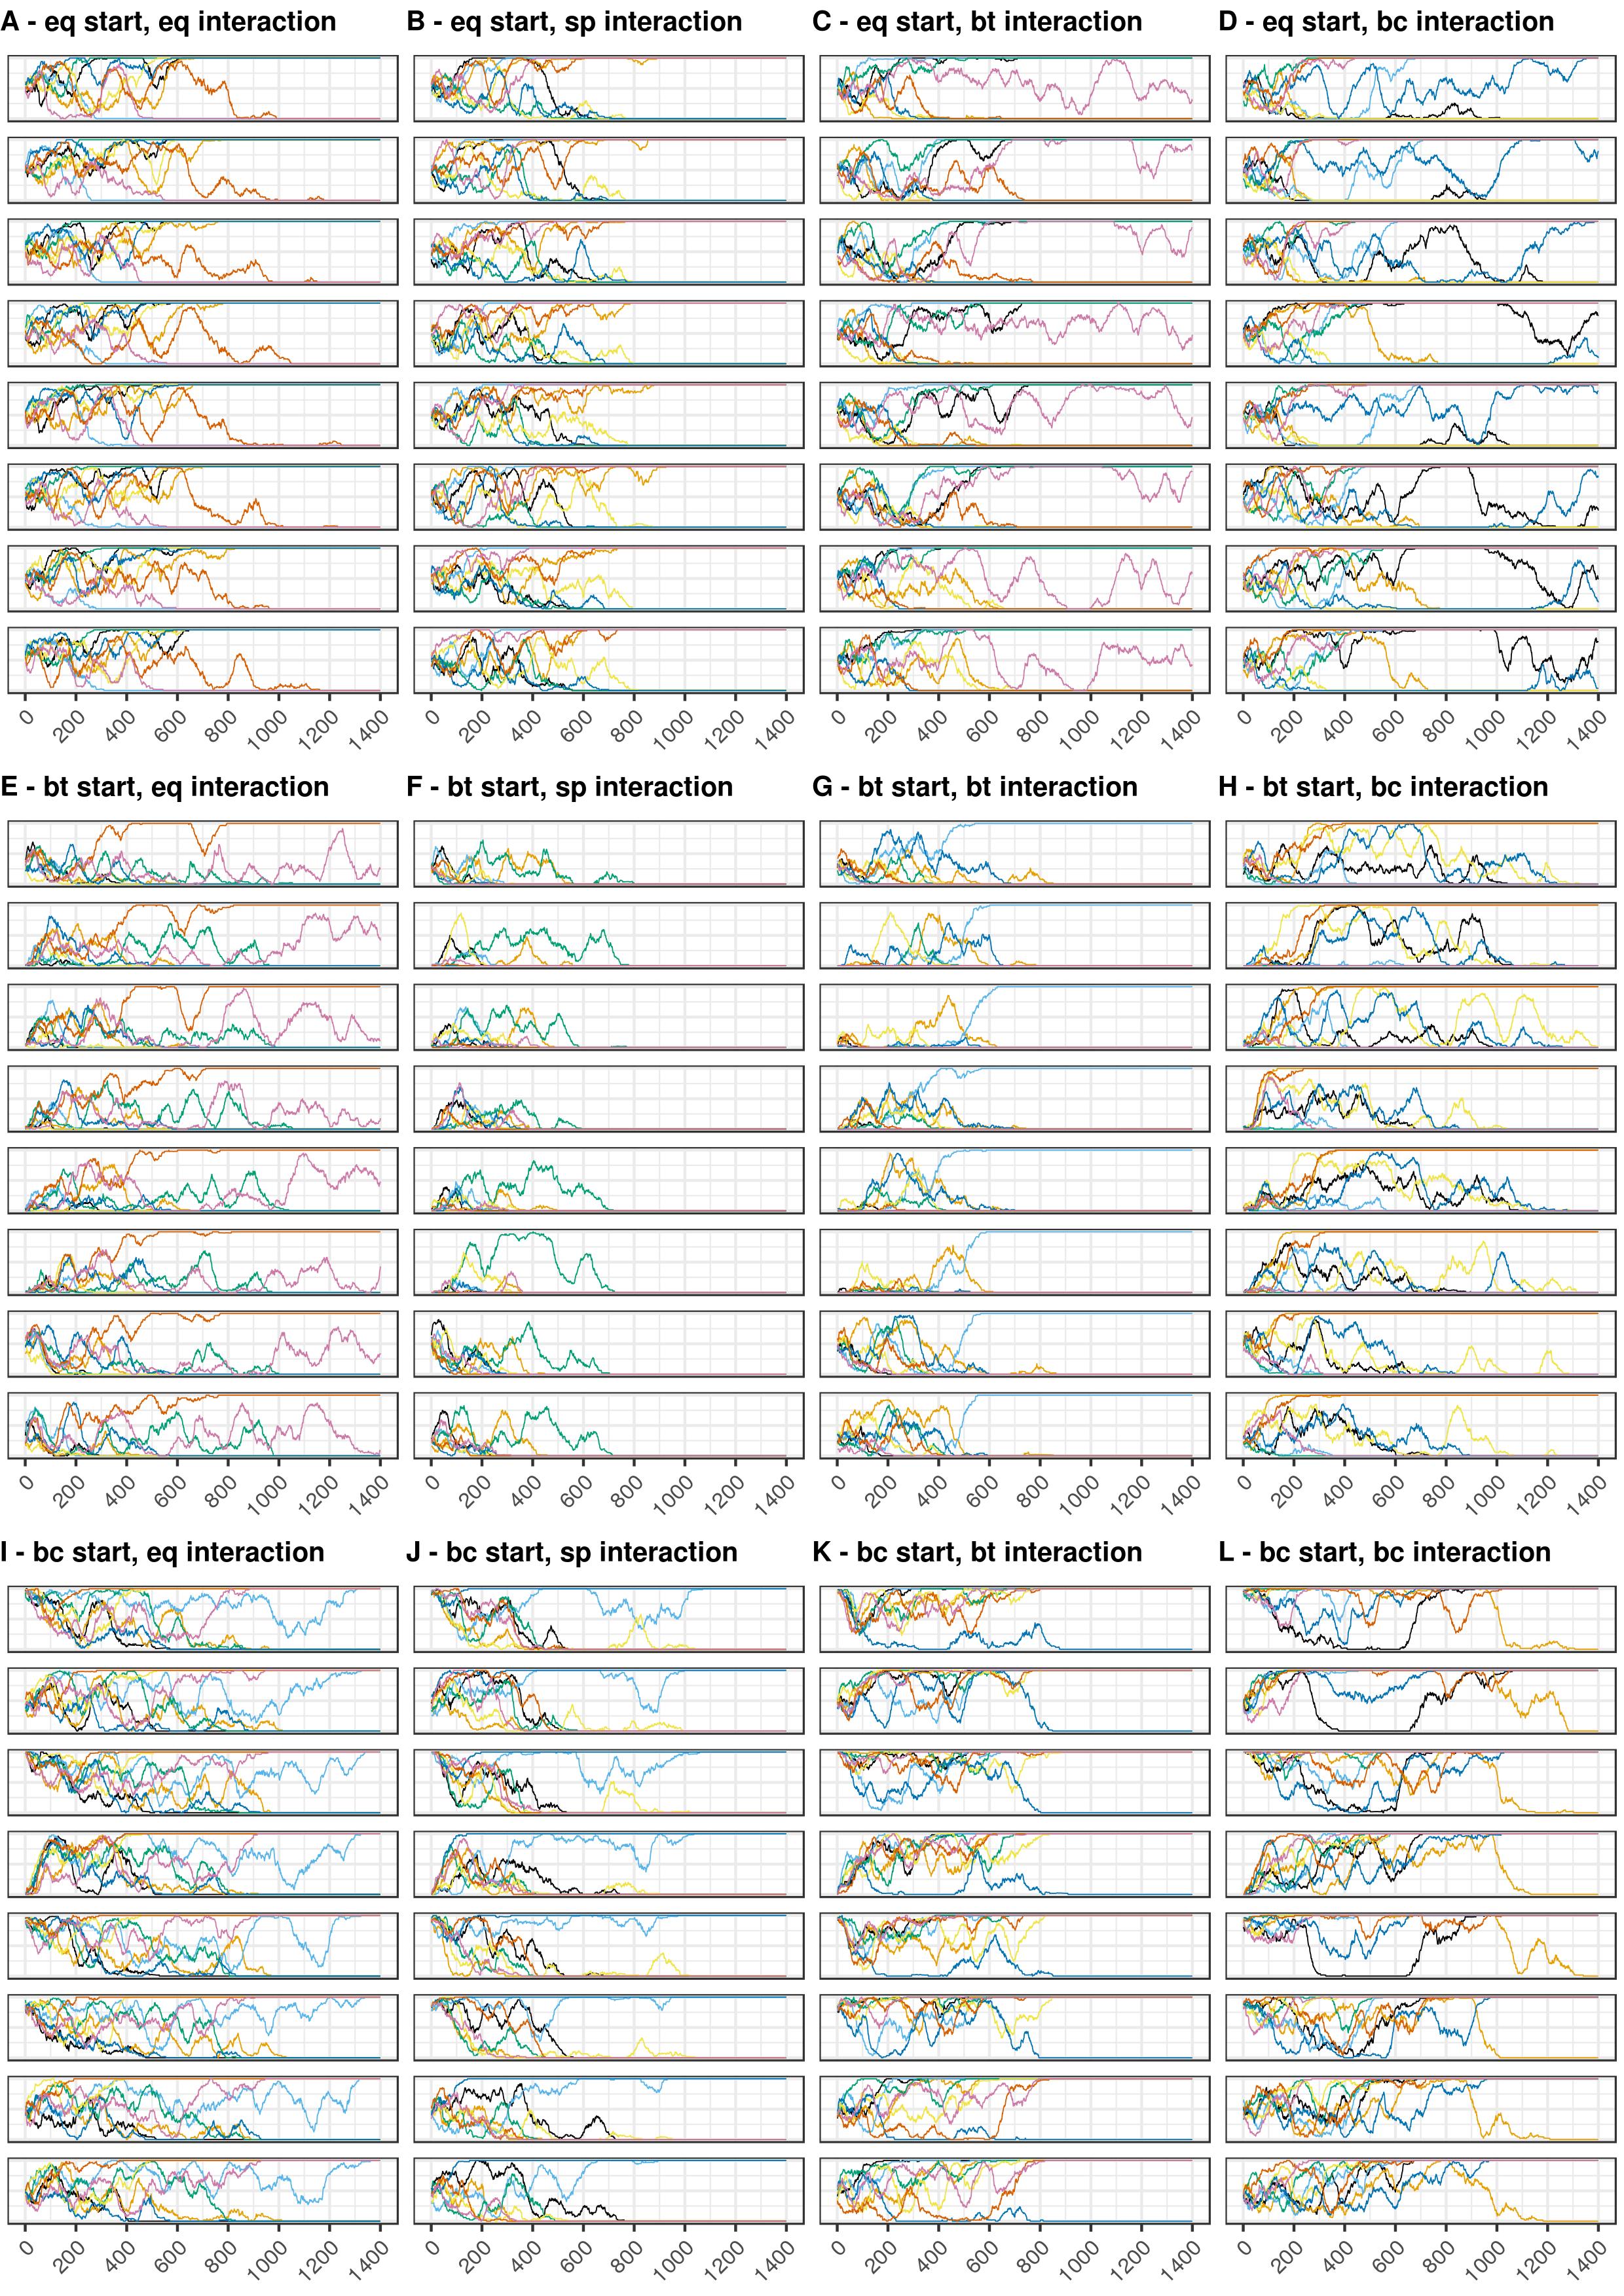 A - eq start, eq interaction
B - eq start, sp interaction
C - eq start, bt interaction
D - eq start, bc interaction
0 200 400 600 800 1000 1200 1400
0 200 400 600 800 1000 1200 1400
0 200 400 600 800 1000 1200 1400
0 200 400 600 800 1000 1200 1400
E - bt start, eq interaction
F - bt start, sp interaction
G - bt start, bt interaction
H - bt start, bc interaction
0 200 400 600 800 1000 1200 1400
0 200 400 600 800 1000 1200 1400
0 200 400 600 800 1000 1200 1400
0 200 400 600 800 1000 1200 1400
I - bc start, eq interaction
J - bc start, sp interaction
K - bc start, bt interaction
L - bc start, bc interaction
0 200 400 600 800 1000 1200 1400
0 200 400 600 800 1000 1200 1400
0 200 400 600 800 1000 1200 1400
0 200 400 600 800 1000 1200 1400